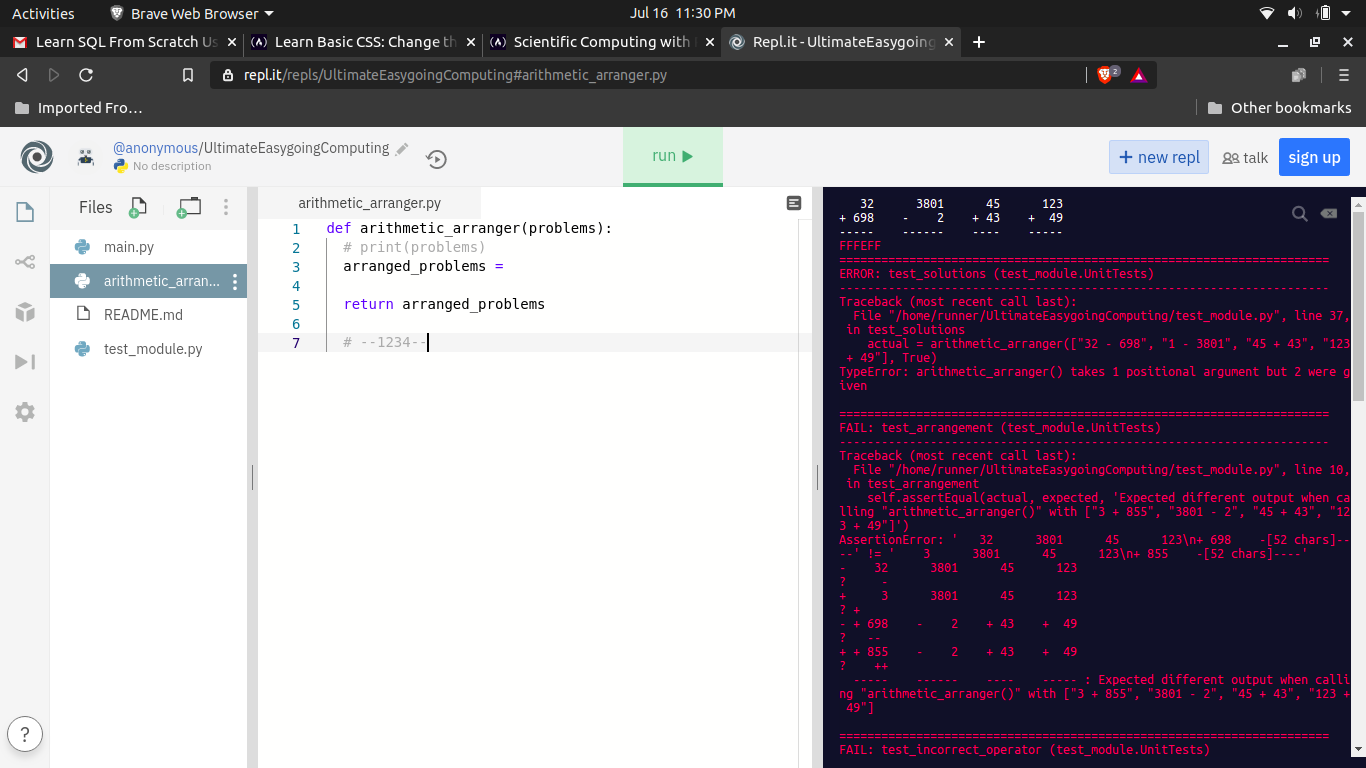 Activities Brave Web Browser Jul 16 11:30 PM
Learn SQL From Scratch Us Learn Basic CSS: Change th Scientific Computing with Repl.it - UltimateEasygoing
repl.it/repls/UltimateEasygoingComputing#arithmetic_arranger.py 2
Imported Fro… Other bookmarks
@anonymous/UltimateEasygoingComputing
No description
run
+ new repl talk sign up
Files
main.py
arithmetic_arran...
README.md
test_module.py
?
arithmetic_arranger.py
1 def arithmetic_arranger(problems):
2 # print(problems)
3 arranged_problems =
4
5 return arranged_problems
6
7 # --1234--
   32      3801      45      123
+ 698    -    2    + 43    +  49
-----    ------    ----    -----
FFFEFF
======================================================================
ERROR: test_solutions (test_module.UnitTests)
----------------------------------------------------------------------
Traceback (most recent call last):
  File "/home/runner/UltimateEasygoingComputing/test_module.py", line 37,
 in test_solutions
    actual = arithmetic_arranger(["32 - 698", "1 - 3801", "45 + 43", "123
 + 49"], True)
TypeError: arithmetic_arranger() takes 1 positional argument but 2 were g
iven
======================================================================
FAIL: test_arrangement (test_module.UnitTests)
----------------------------------------------------------------------
Traceback (most recent call last):
  File "/home/runner/UltimateEasygoingComputing/test_module.py", line 10,
 in test_arrangement
    self.assertEqual(actual, expected, 'Expected different output when ca
lling "arithmetic_arranger()" with ["3 + 855", "3801 - 2", "45 + 43", "12
3 + 49"]')
AssertionError: '   32      3801      45      123\n+ 698    -[52 chars]--
---' != '    3      3801      45      123\n+ 855    -[52 chars]----'
-    32      3801      45      123
?     -
+     3      3801      45      123
? +
- + 698    -    2    + 43    +  49
?   --
+ + 855    -    2    + 43    +  49
?    ++
  -----    ------    ----    ----- : Expected different output when calli
ng "arithmetic_arranger()" with ["3 + 855", "3801 - 2", "45 + 43", "123 +
 49"]
======================================================================
FAIL: test_incorrect_operator (test_module.UnitTests)